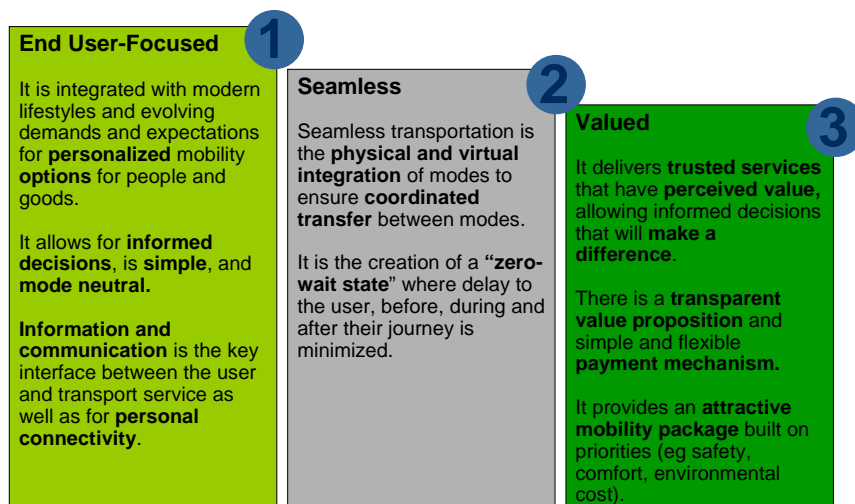 1
End User-Focused
It is integrated with modern
lifestyles and evolving
demands and expectations
for personalized mobility
options for people and
goods.
It allows for informed
decisions, is simple, and
mode neutral.
Information and
communication is the key
interface between the user
and transport service as
well as for personal
connectivity.
2
Seamless
Seamless transportation is
the physical and virtual
integration of modes to
ensure coordinated
transfer between modes.
It is the creation of a “zero-
wait state” where delay to
the user, before, during and
after their journey is
minimized.
3
Valued
It delivers trusted services
that have perceived value,
allowing informed decisions
that will make a
difference.
There is a transparent
value proposition and
simple and flexible
payment mechanism.
It provides an attractive
mobility package built on
priorities (eg safety,
comfort, environmental
cost).